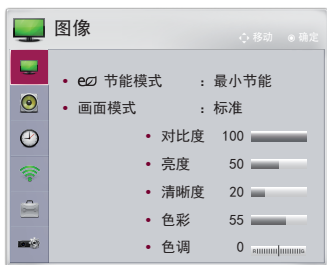 图像
移动 确定
节能模式 : 最小节能
画面模式 : 标准
• 对比度 100
• 亮度 50
• 清晰度 20
• 色彩 55
• 色调 0